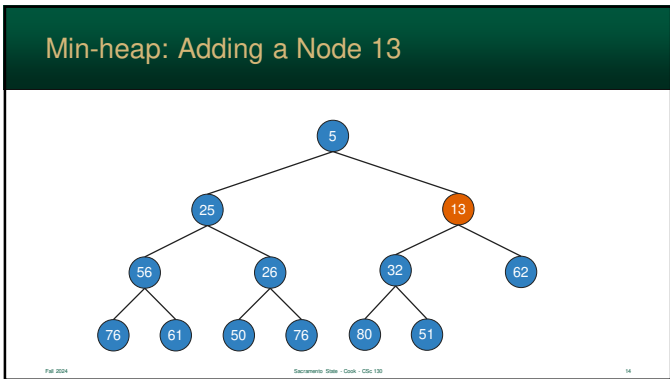 Min-heap: Adding a Node 13
5
25 13
56 26 32 62
76 61 50 76 80 51
Fall 2024 Sacramento State - Cook - CSc 130 14